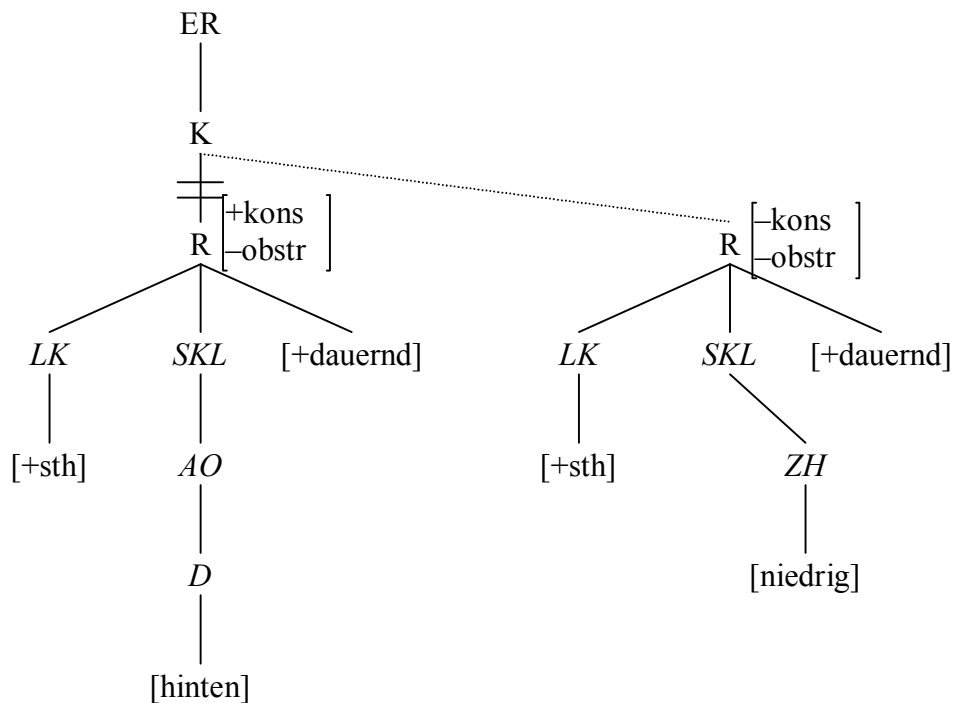 ER
K
+kons –kons
R –obstr R –obstr
LK SKL [+dauernd] LK SKL [+dauernd]
[+sth] AO [+sth] ZH
D [niedrig]
[hinten]